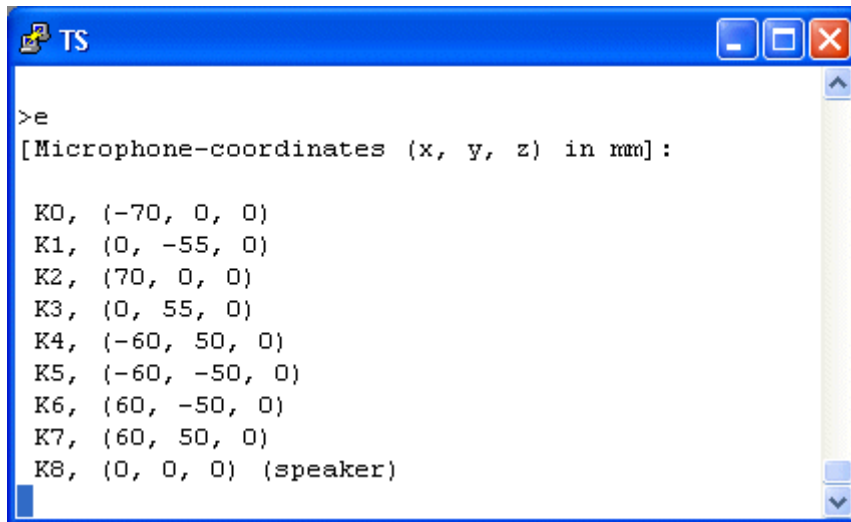 TS
>e
[Microphone-coordinates (x, y, z) in mm]:
K0, (-70, 0, 0)
K1, (0, -55, 0)
K2, (70, 0, 0)
K3, (0, 55, 0)
K4, (-60, 50, 0)
K5, (-60, -50, 0)
K6, (60, -50, 0)
K7, (60, 50, 0)
K8, (0, 0, 0) (speaker)